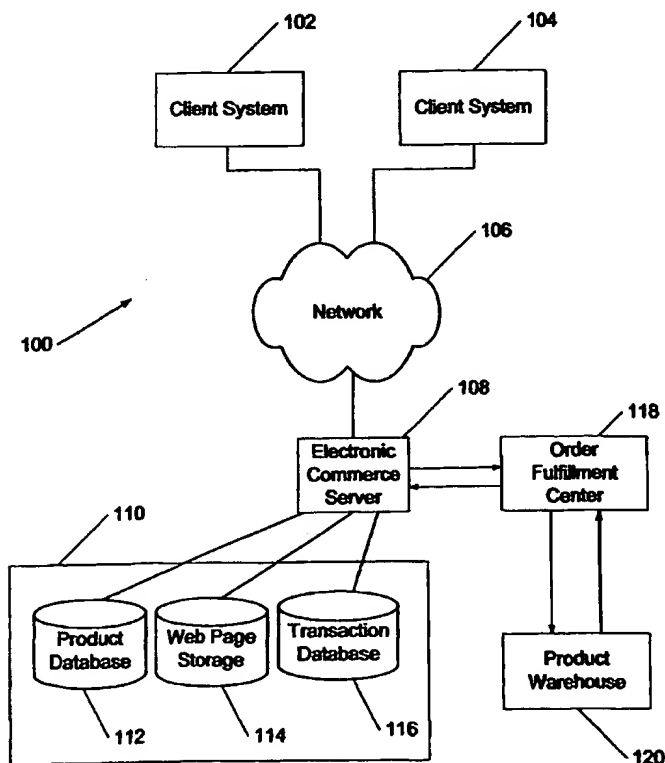 102
104
Client System
Client System
106
Network
100
108
118
Electronic
Commerce
Server
Order
Fulfillment
Center
110
Product
Database
Web Page
Storage
Transaction
Database
Product
Warehouse
112
114
116
120